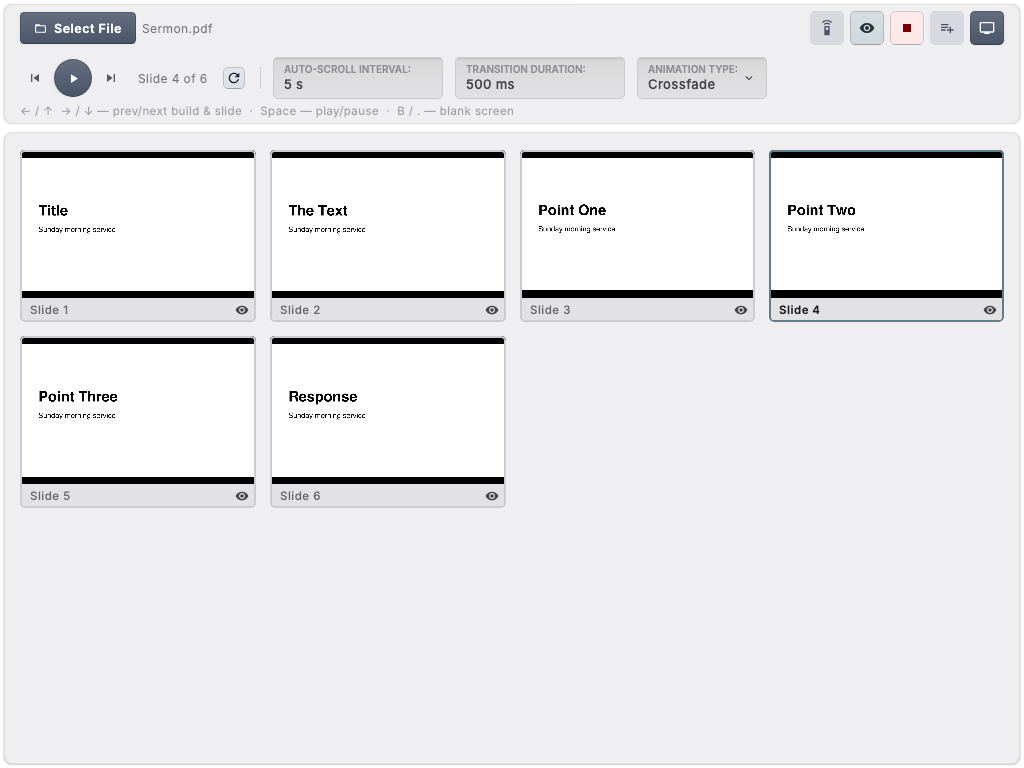 Select File
Sermon.pdf
Slide 4 of 6
AUTO-SCROLL INTERVAL:
5 s
TRANSITION DURATION:
500 ms
ANIMATION TYPE:
Crossfade
← / ↑  → / ↓ — prev/next build & slide · Space — play/pause · B / . — blank screen
Title
Sunday morning service
Slide 1
The Text
Sunday morning service
Slide 2
Point One
Sunday morning service
Slide 3
Point Two
Sunday morning service
Slide 4
Point Three
Sunday morning service
Slide 5
Response
Sunday morning service
Slide 6